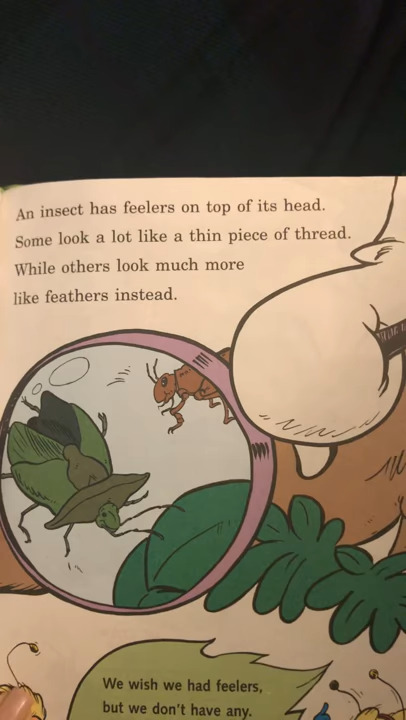 An insect has feelers on top of its head.
Some look a lot like a thin piece of thread.
While others look much more
like feathers instead.
We wish we had feelers,
but we don't have any.